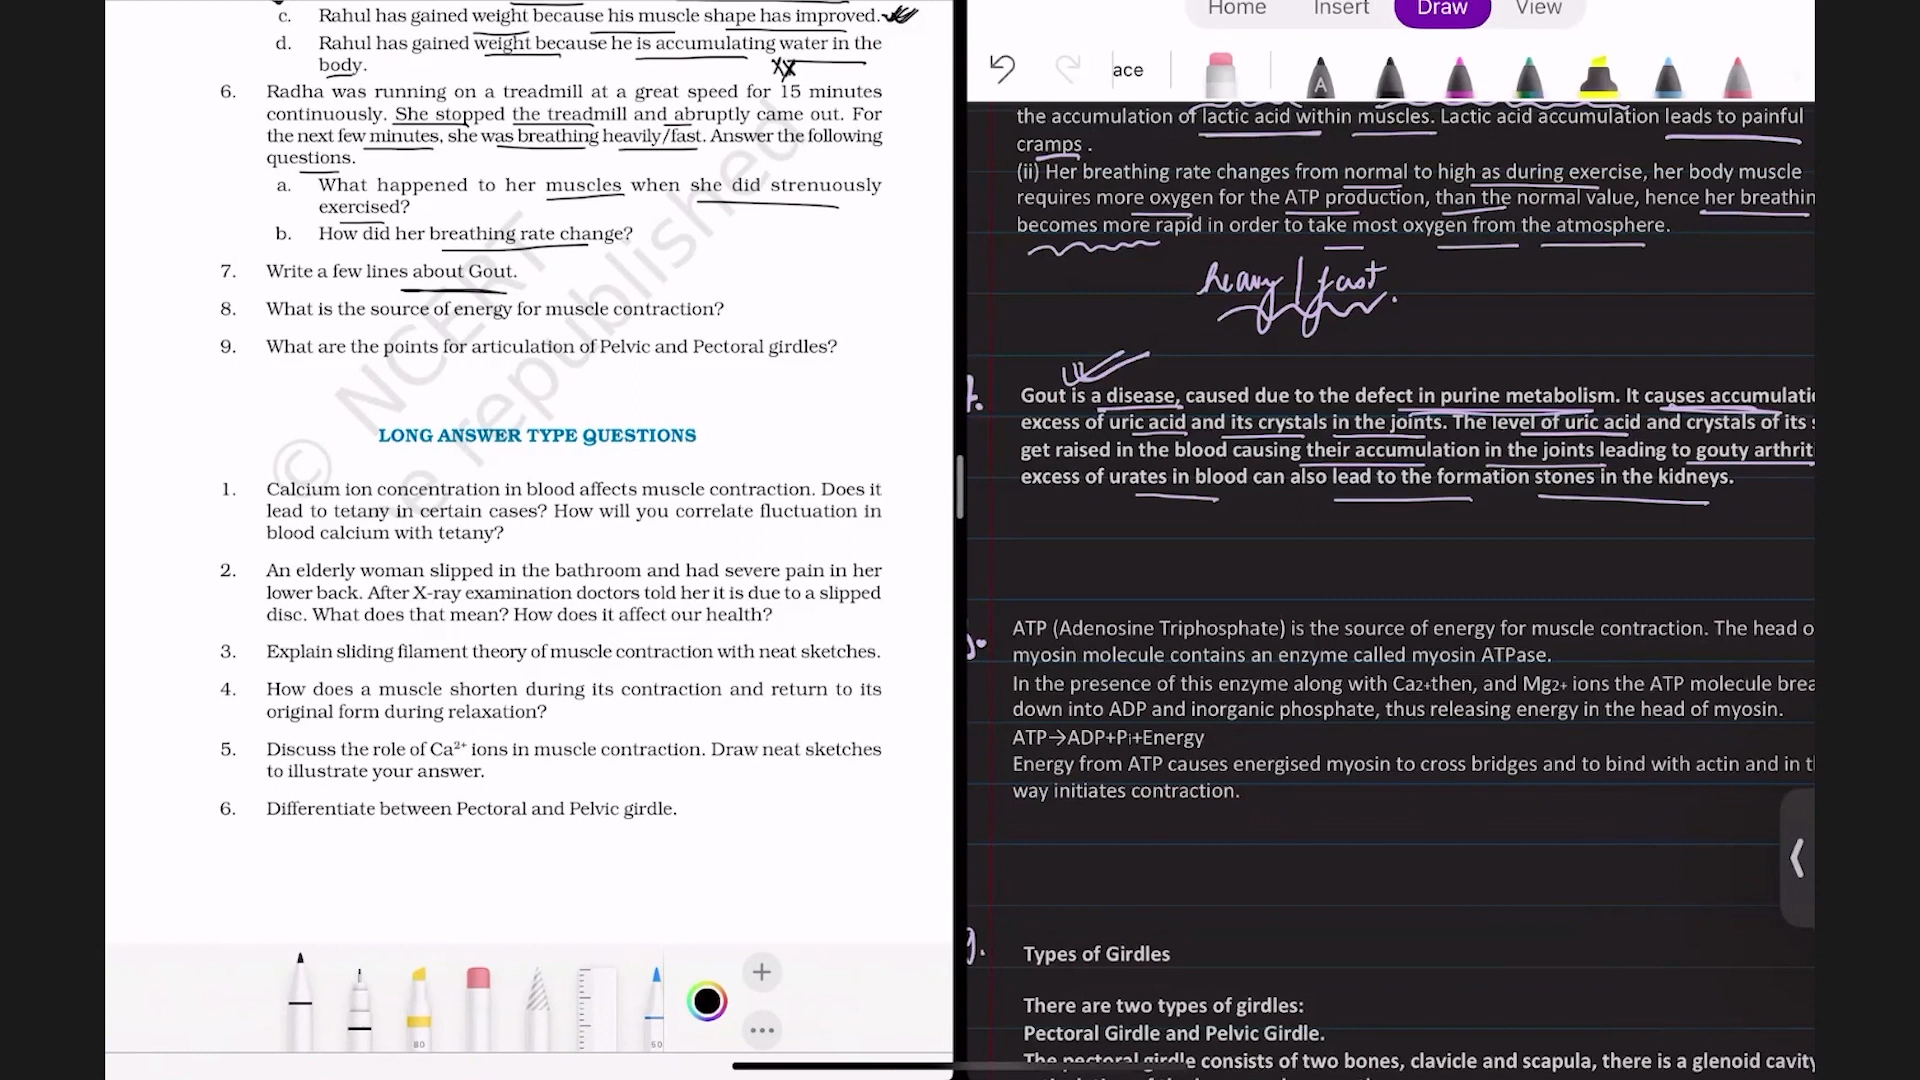 c. Rahul has gained weight because his muscle shape has improved.
d. Rahul has gained weight because he is accumulating water in the
body.
6. Radha was running on a treadmill at a great speed for 15 minutes
continuously. She stopped the treadmill and abruptly came out. For
the next few minutes, she was breathing heavily/fast. Answer the following
questions.
a. What happened to her muscles when she did strenuously
exercised?
b. How did her breathing rate change?
7. Write a few lines about Gout.
8. What is the source of energy for muscle contraction?
9. What are the points for articulation of Pelvic and Pectoral girdles?
LONG ANSWER TYPE QUESTIONS
1. Calcium ion concentration in blood affects muscle contraction. Does it
lead to tetany in certain cases? How will you correlate fluctuation in
blood calcium with tetany?
2. An elderly woman slipped in the bathroom and had severe pain in her
lower back. After X-ray examination doctors told her it is due to a slipped
disc. What does that mean? How does it affect our health?
3. Explain sliding filament theory of muscle contraction with neat sketches.
4. How does a muscle shorten during its contraction and return to its
original form during relaxation?
5. Discuss the role of Ca²⁺ ions in muscle contraction. Draw neat sketches
to illustrate your answer.
6. Differentiate between Pectoral and Pelvic girdle.
© NCERT
republished
80
50
Home Insert Draw View
ace
A
the accumulation of lactic acid within muscles. Lactic acid accumulation leads to painful
cramps .
(ii) Her breathing rate changes from normal to high as during exercise, her body muscle
requires more oxygen for the ATP production, than the normal value, hence her breathin
becomes more rapid in order to take most oxygen from the atmosphere.
heavy / fast.
Gout is a disease, caused due to the defect in purine metabolism. It causes accumulati
excess of uric acid and its crystals in the joints. The level of uric acid and crystals of its s
get raised in the blood causing their accumulation in the joints leading to gouty arthrit
excess of urates in blood can also lead to the formation stones in the kidneys.
ATP (Adenosine Triphosphate) is the source of energy for muscle contraction. The head o
myosin molecule contains an enzyme called myosin ATPase.
In the presence of this enzyme along with Ca2+then, and Mg2+ ions the ATP molecule brea
down into ADP and inorganic phosphate, thus releasing energy in the head of myosin.
ATP→ADP+Pi+Energy
Energy from ATP causes energised myosin to cross bridges and to bind with actin and in t
way initiates contraction.
9. Types of Girdles
There are two types of girdles:
Pectoral Girdle and Pelvic Girdle.
The pectoral girdle consists of two bones, clavicle and scapula, there is a glenoid cavity